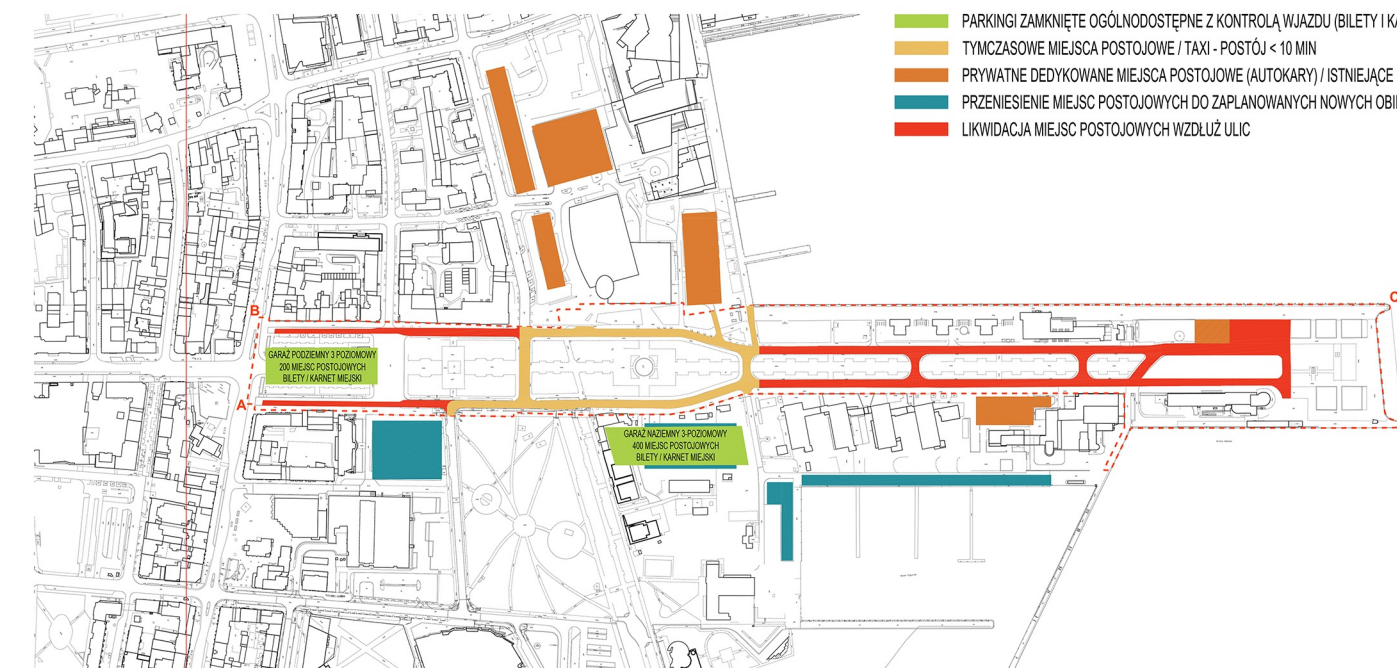 PARKINGI ZAMKNIĘTE OGÓLNODOSTĘPNE Z KONTROLĄ WJAZDU (BILETY I KA
TYMCZASOWE MIEJSCA POSTOJOWE / TAXI - POSTÓJ < 10 MIN
PRYWATNE DEDYKOWANE MIEJSCA POSTOJOWE (AUTOKARY) / ISTNIEJĄCE
PRZENIESIENIE MIEJSC POSTOJOWYCH DO ZAPLANOWANYCH NOWYCH OBI
LIKWIDACJA MIEJSC POSTOJOWYCH WZDŁUŻ ULIC
C
B
GARAŻ PODZIEMNY 3 POZIOMOWY
200 MIEJSC POSTOJOWYCH
BILETY / KARNET MIEJSKI
A
GARAŻ NAZIEMNY 3-POZIOMOWY
400 MIEJSC POSTOJOWYCH
BILETY / KARNET MIEJSKI